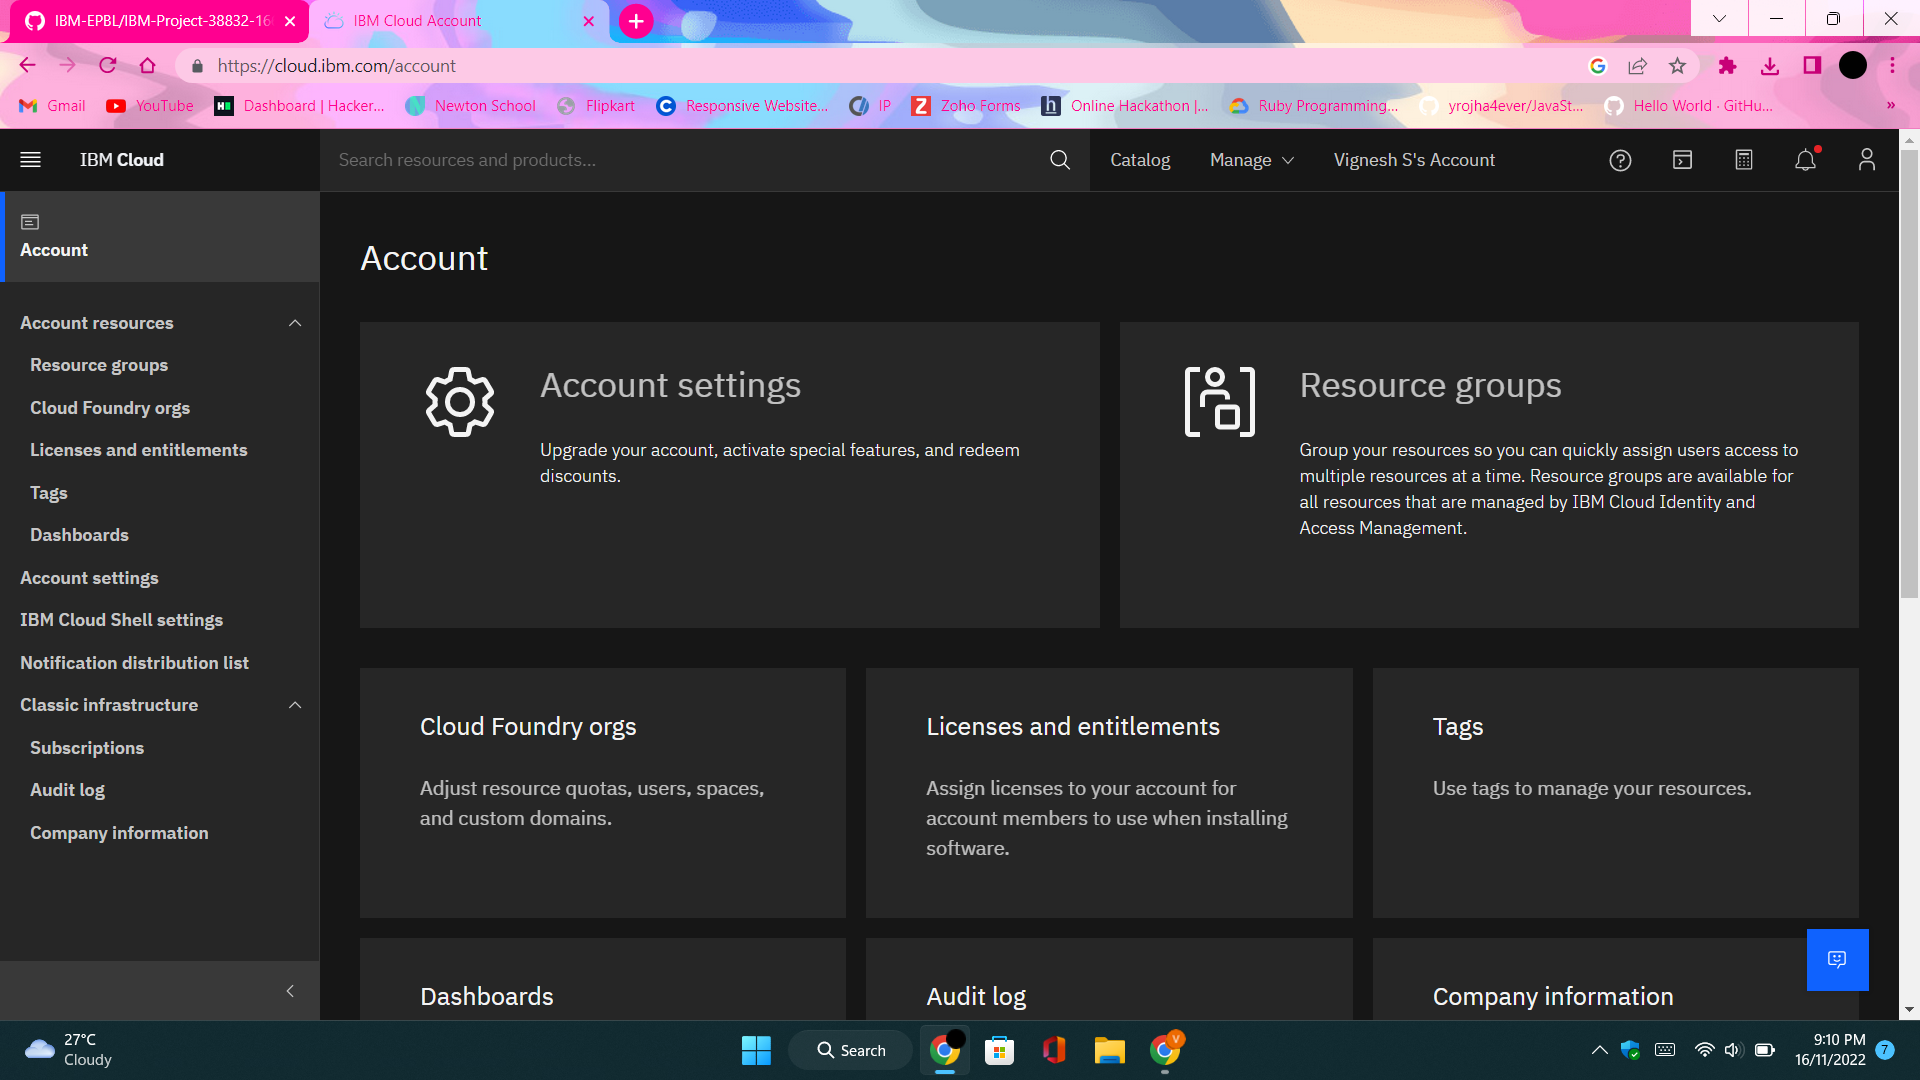 IBM-EPBL/IBM-Project-38832-16
IBM Cloud Account
https://cloud.ibm.com/account
Gmail
YouTube
Dashboard | Hacker...
Newton School
Flipkart
Responsive Website...
IP
Zoho Forms
Online Hackathon |...
Ruby Programming...
yrojha4ever/JavaSt...
Hello World · GitHu...
»
IBM Cloud
Search resources and products...
Catalog
Manage
Vignesh S's Account
Account
Account resources
Resource groups
Cloud Foundry orgs
Licenses and entitlements
Tags
Dashboards
Account settings
IBM Cloud Shell settings
Notification distribution list
Classic infrastructure
Subscriptions
Audit log
Company information
Account
Account settings
Upgrade your account, activate special features, and redeem
discounts.
Resource groups
Group your resources so you can quickly assign users access to
multiple resources at a time. Resource groups are available for
all resources that are managed by IBM Cloud Identity and
Access Management.
Cloud Foundry orgs
Adjust resource quotas, users, spaces,
and custom domains.
Licenses and entitlements
Assign licenses to your account for
account members to use when installing
software.
Tags
Use tags to manage your resources.
Dashboards
Audit log
Company information
27°C
Cloudy
Search
V
9:10 PM
16/11/2022
7